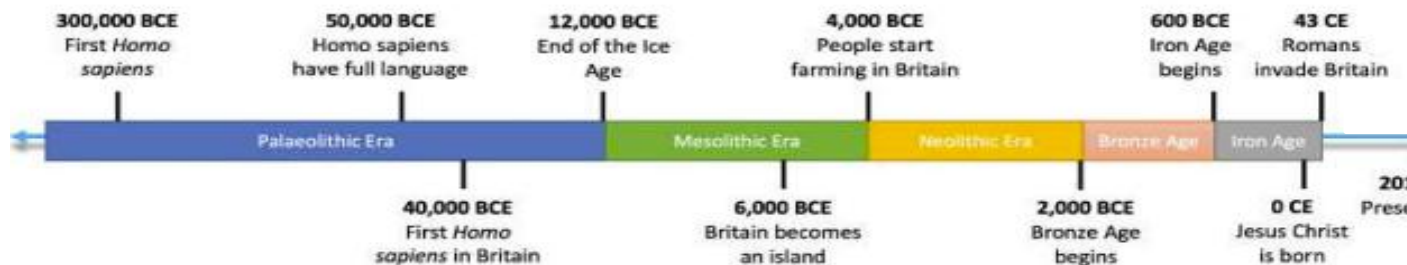 300,000 BCE
First Homo
sapiens
50,000 BCE
Homo sapiens
have full language
12,000 BCE
End of the Ice
Age
4,000 BCE
People start
farming in Britain
600 BCE
Iron Age
begins
43 CE
Romans
invade Britain
Palaeolithic Era
Mesolithic Era
Neolithic Era
Bronze Age
Iron Age
40,000 BCE
First Homo
sapiens in Britain
6,000 BCE
Britain becomes
an island
2,000 BCE
Bronze Age
begins
0 CE
Jesus Christ
is born